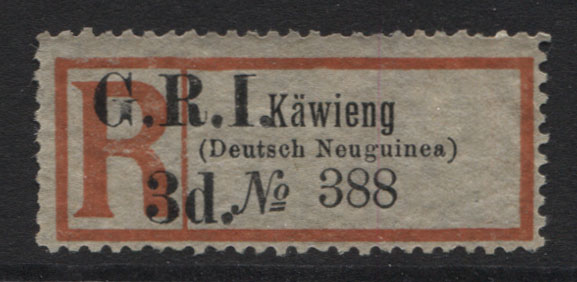 R G.R.I. Käwieng
(Deutsch Neuguinea)
3d. No 388